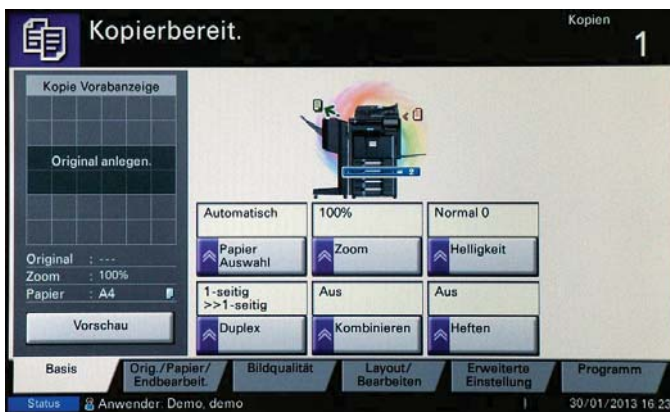 Kopierbereit.
Kopien
1
Kopie Vorabanzeige
Original anlegen.
Original : ---
Zoom : 100%
Papier : A4
Vorschau
Automatisch
Papier
Auswahl
100%
Zoom
Normal 0
Helligkeit
1-seitig
>>1-seitig
Duplex
Aus
Kombinieren
Aus
Heften
Basis
Orig./Papier/
Endbearbeit.
Bildqualität
Layout/
Bearbeiten
Erweiterte
Einstellung
Programm
Status
Anwender: Demo, demo
30/01/2013 16:23